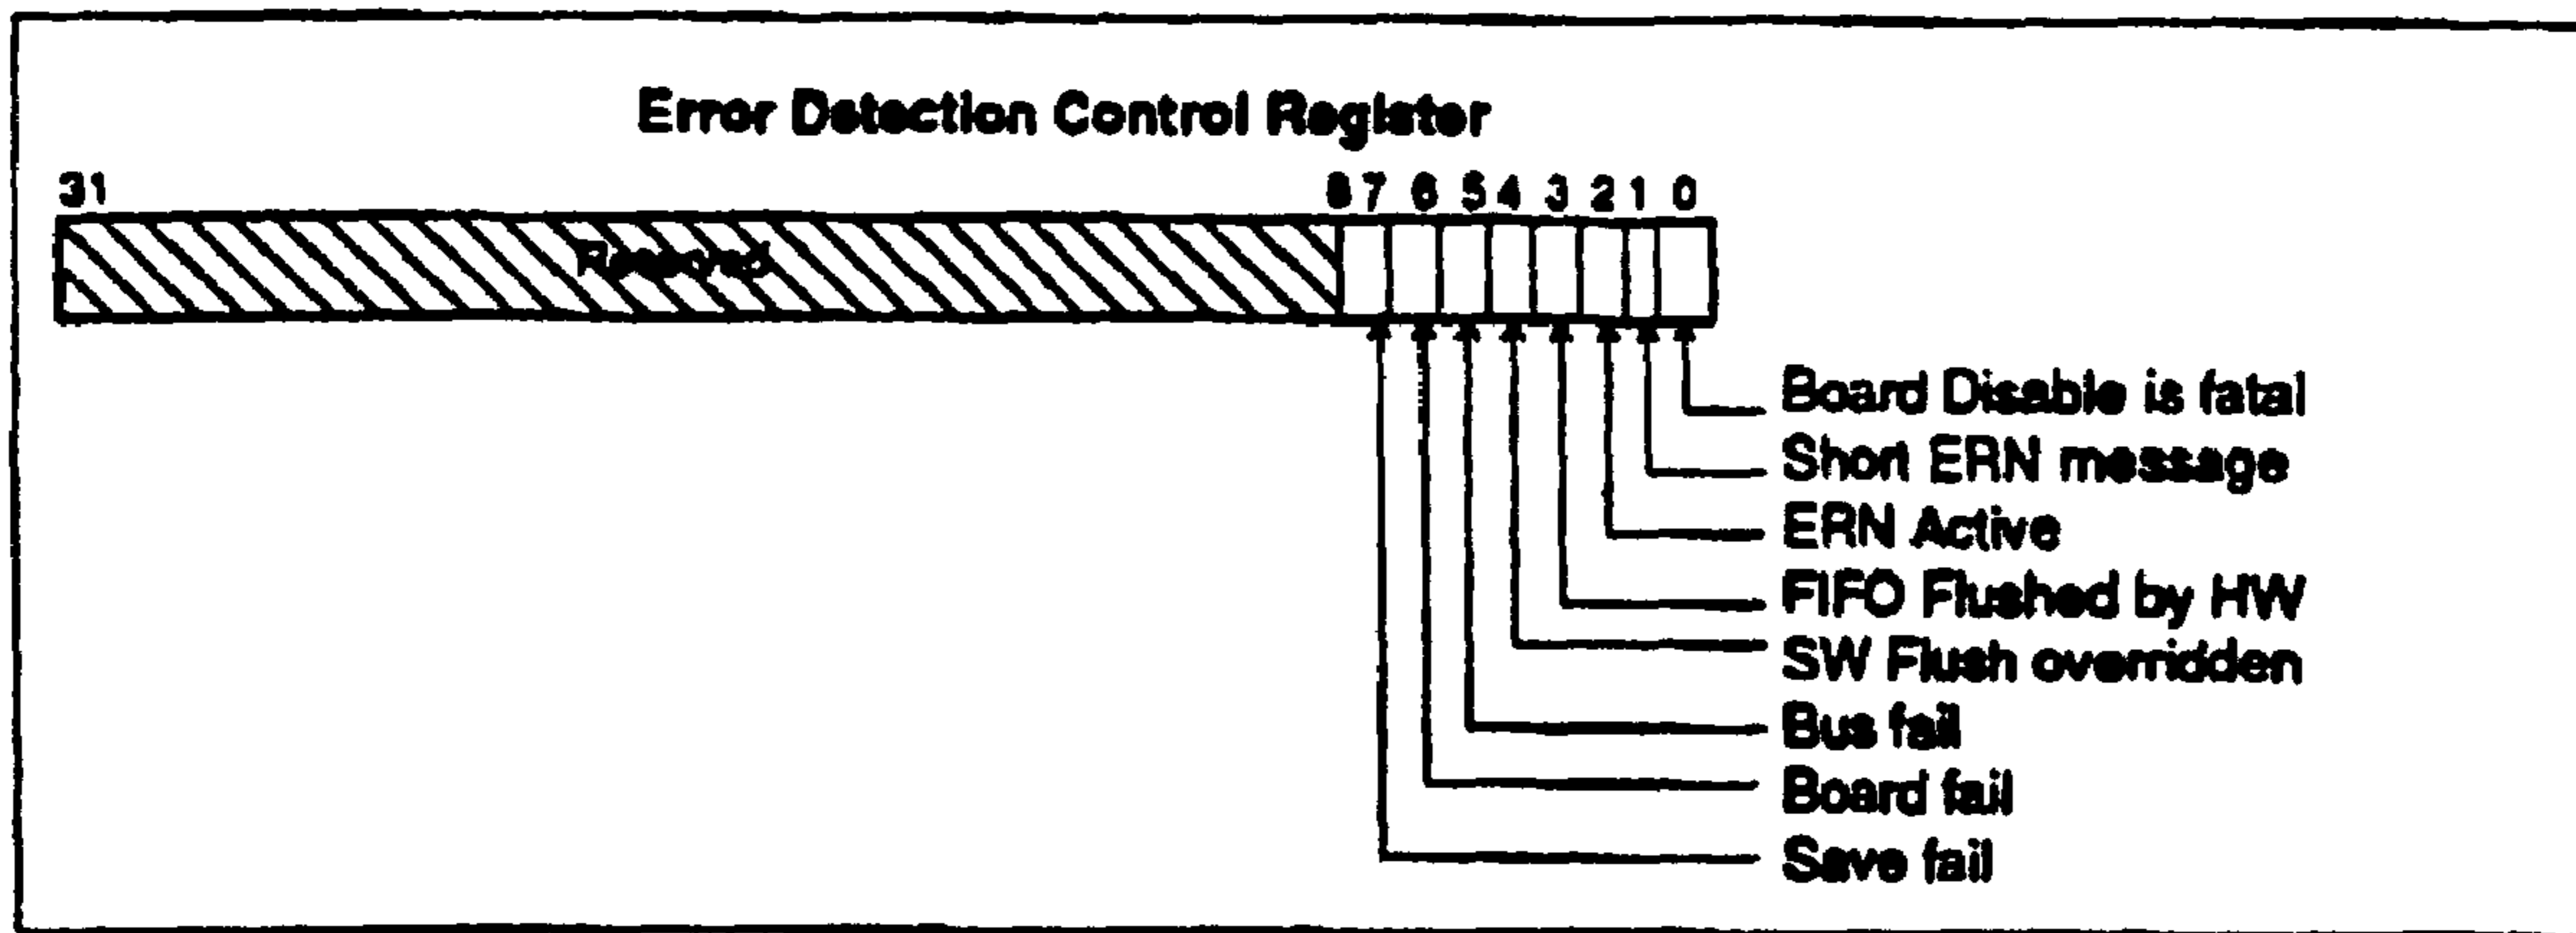 Error Detection Control Register
31 8 7 6 5 4 3 2 1 0
Reserved
Board Disable is fatal
Short ERN message
ERN Active
FIFO Flushed by HW
SW Flush overridden
Bus fail
Board fail
Save fail